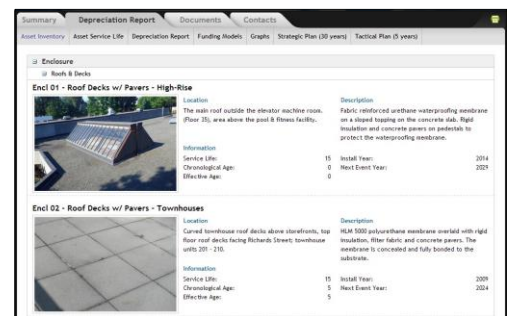 Summary Depreciation Report Documents Contacts
Asset Inventory Asset Service Life Depreciation Report Funding Models Graphs Strategic Plan (30 years) Tactical Plan (5 years)
Enclosure
Roofs & Decks
Encl 01 - Roof Decks w/ Pavers - High-Rise
Location
The main roof outside the elevator machine room.
(Floor 35), area above the pool & fitness facility.
Description
Fabric reinforced urethane waterproofing membrane
on a sloped topping on the concrete slab. Rigid
insulation and concrete pavers on pedestals to
protect the waterproofing membrane.
Information
Service Life: 15 Install Year: 2014
Chronological Age: 0 Next Event Year: 2029
Effective Age: 0
Encl 02 - Roof Decks w/ Pavers - Townhouses
Location
Curved townhouse roof decks above storefronts, top
floor roof decks facing Richards Street; townhouse
units 201 - 210.
Description
HLM 5000 polyurethane membrane overlaid with rigid
insulation, filter fabric and concrete pavers. The
membrane is concealed and fully bonded to the
substrate.
Information
Service Life: 15 Install Year: 2009
Chronological Age: 5 Next Event Year: 2024
Effective Age: 5